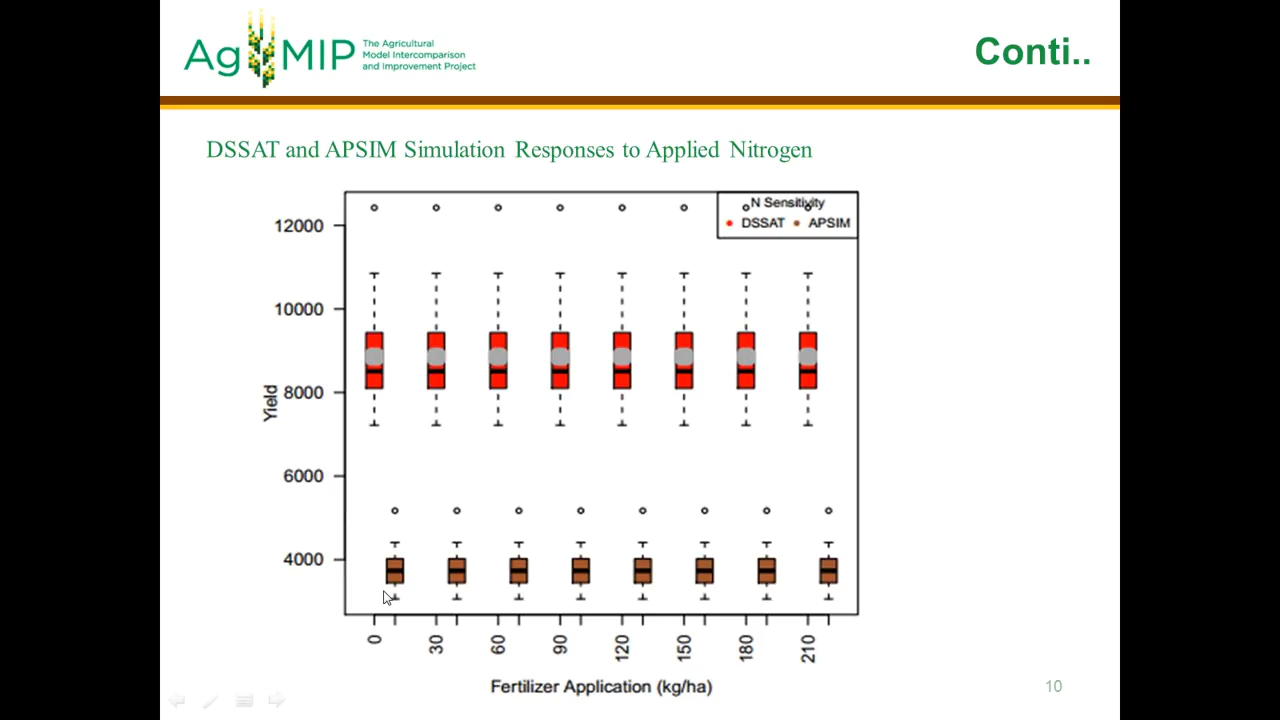 AgMIP
The Agricultural
Model Intercomparison
and Improvement Project
Conti..
DSSAT and APSIM Simulation Responses to Applied Nitrogen
N Sensitivity
DSSAT APSIM
12000
10000
8000
6000
4000
Yield
0 30 60 90 120 150 180 210
Fertilizer Application (kg/ha)
10